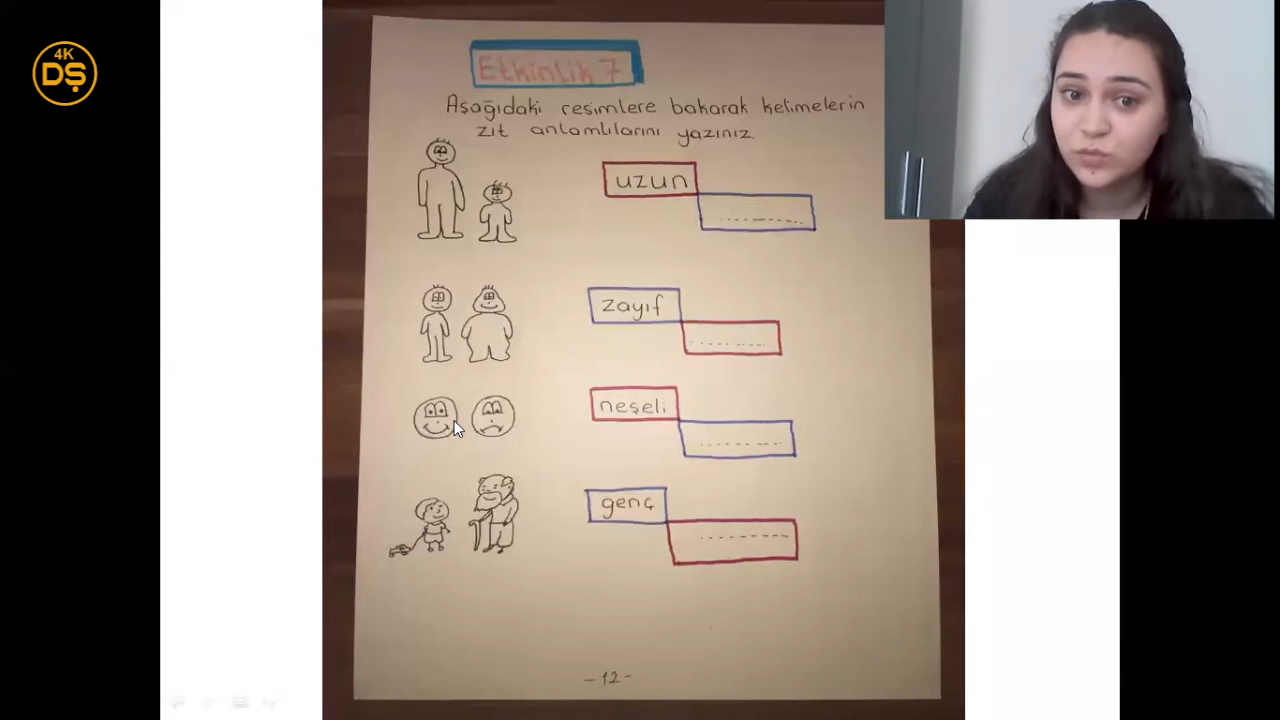 4K
DŞ
Etkinlik 7
Aşağıdaki resimlere bakarak kelimelerin
zıt anlamlılarını yazınız.
uzun
..........
zayıf
..........
neşeli
..........
genç
..........
-12-